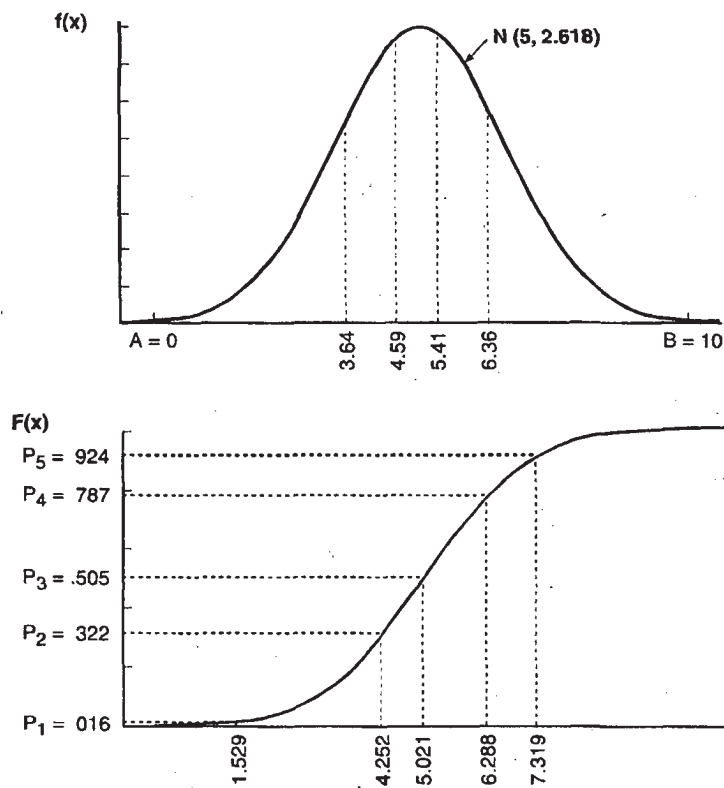 f(x)
N (5, 2.618)
A = 0
3.64
4.59
5.41
6.36
B = 10
F(x)
P5 = 924
P4 = 787
P3 = .505
P2 = 322
P1 = 016
1.529
4.252
5.021
6.288
7.319